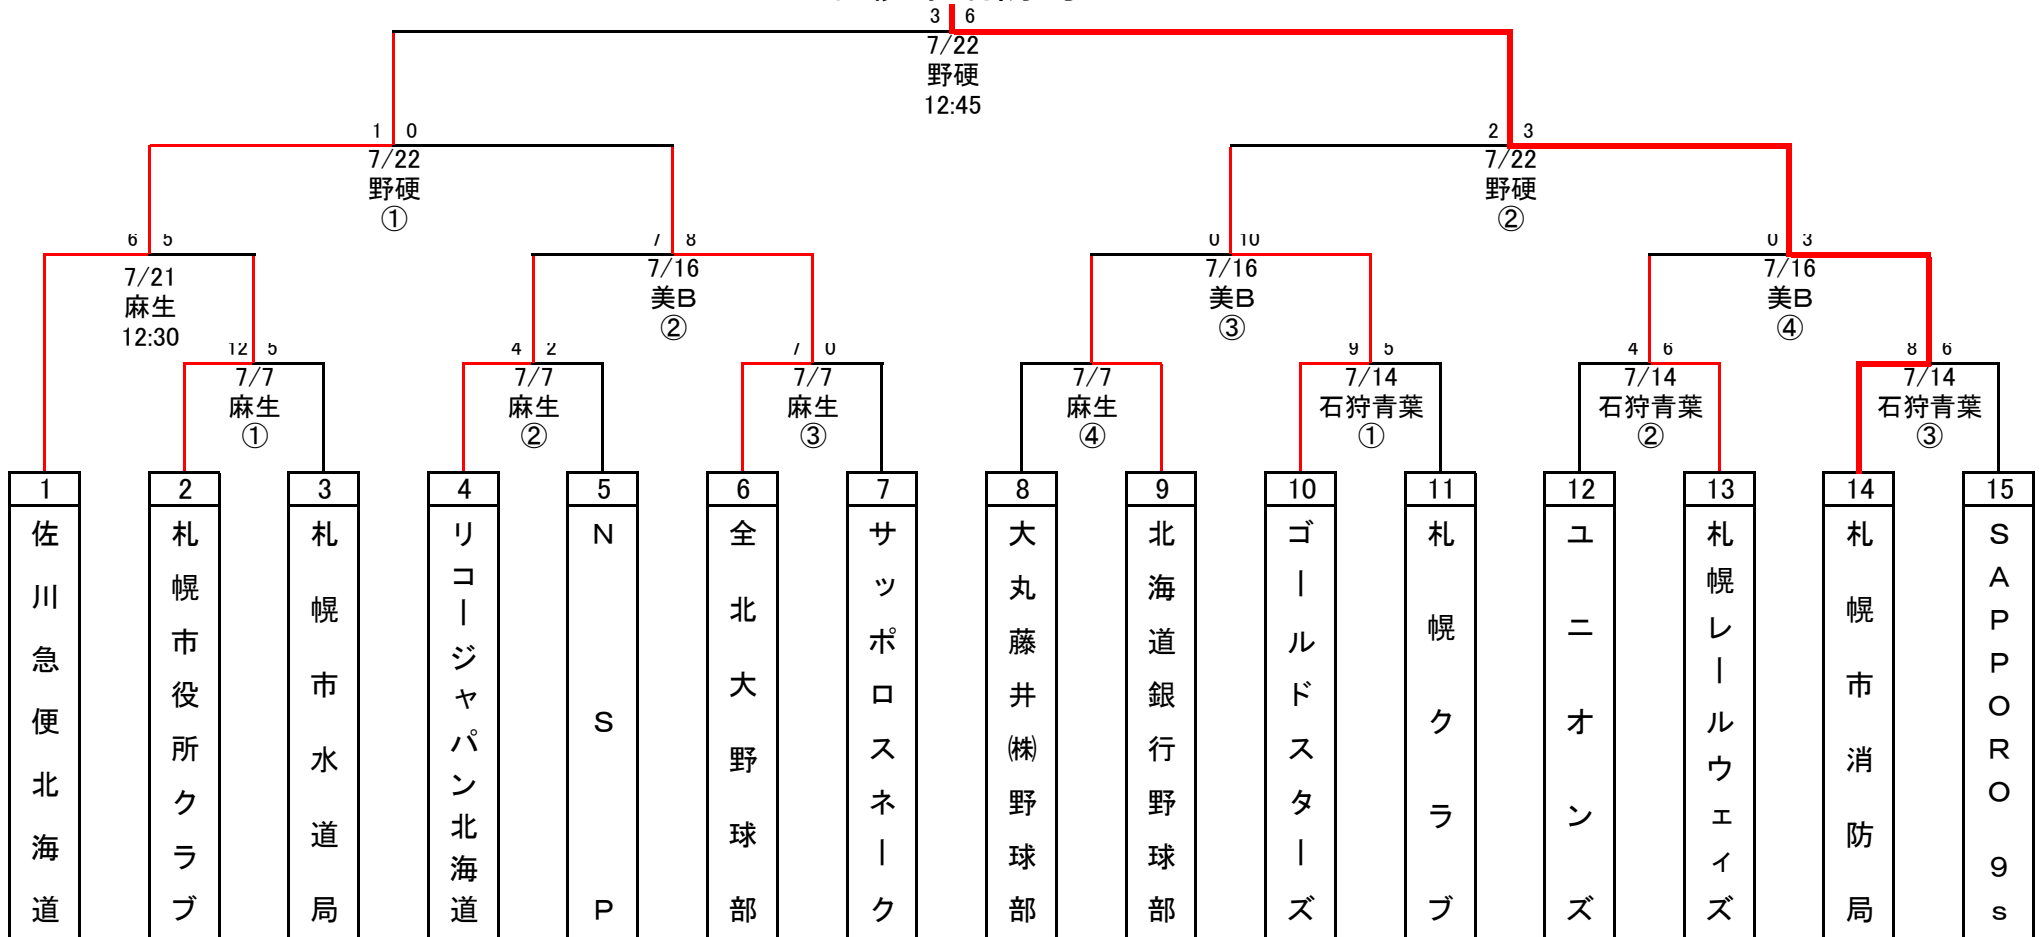 3 6
7/22
野硬
12:45
1 0
7/22
野硬
①
2 3
7/22
野硬
②
6 5
7/21
麻生
12:30
7 8
7/16
美B
②
0 10
7/16
美B
③
0 3
7/16
美B
④
12 5
7/7
麻生
①
4 2
7/7
麻生
②
7 0
7/7
麻生
③
7/7
麻生
④
9 5
7/14
石狩青葉
①
4 6
7/14
石狩青葉
②
8 6
7/14
石狩青葉
③
1
佐川急便北海道
2
札幌市役所クラブ
3
札幌市水道局
4
リコージャパン北海道
5
NSP
6
全北大野球部
7
サッポロスネーク
8
大丸藤井㈱野球部
9
北海道銀行野球部
10
ゴールドスターズ
11
札幌クラブ
12
ユニオンズ
13
札幌レールウェイズ
14
札幌市消防局
15
SAPPORO 9s